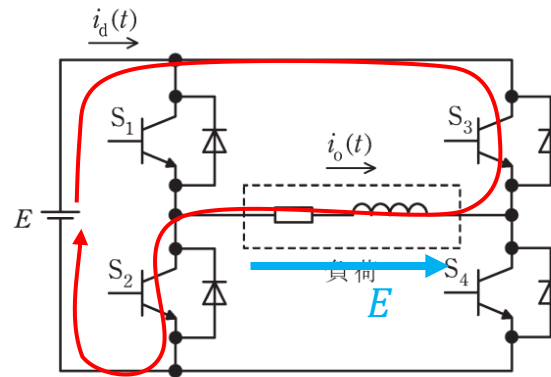 i_d(t)
S_1
S_3
i_o(t)
E
負荷
S_2
S_4
E